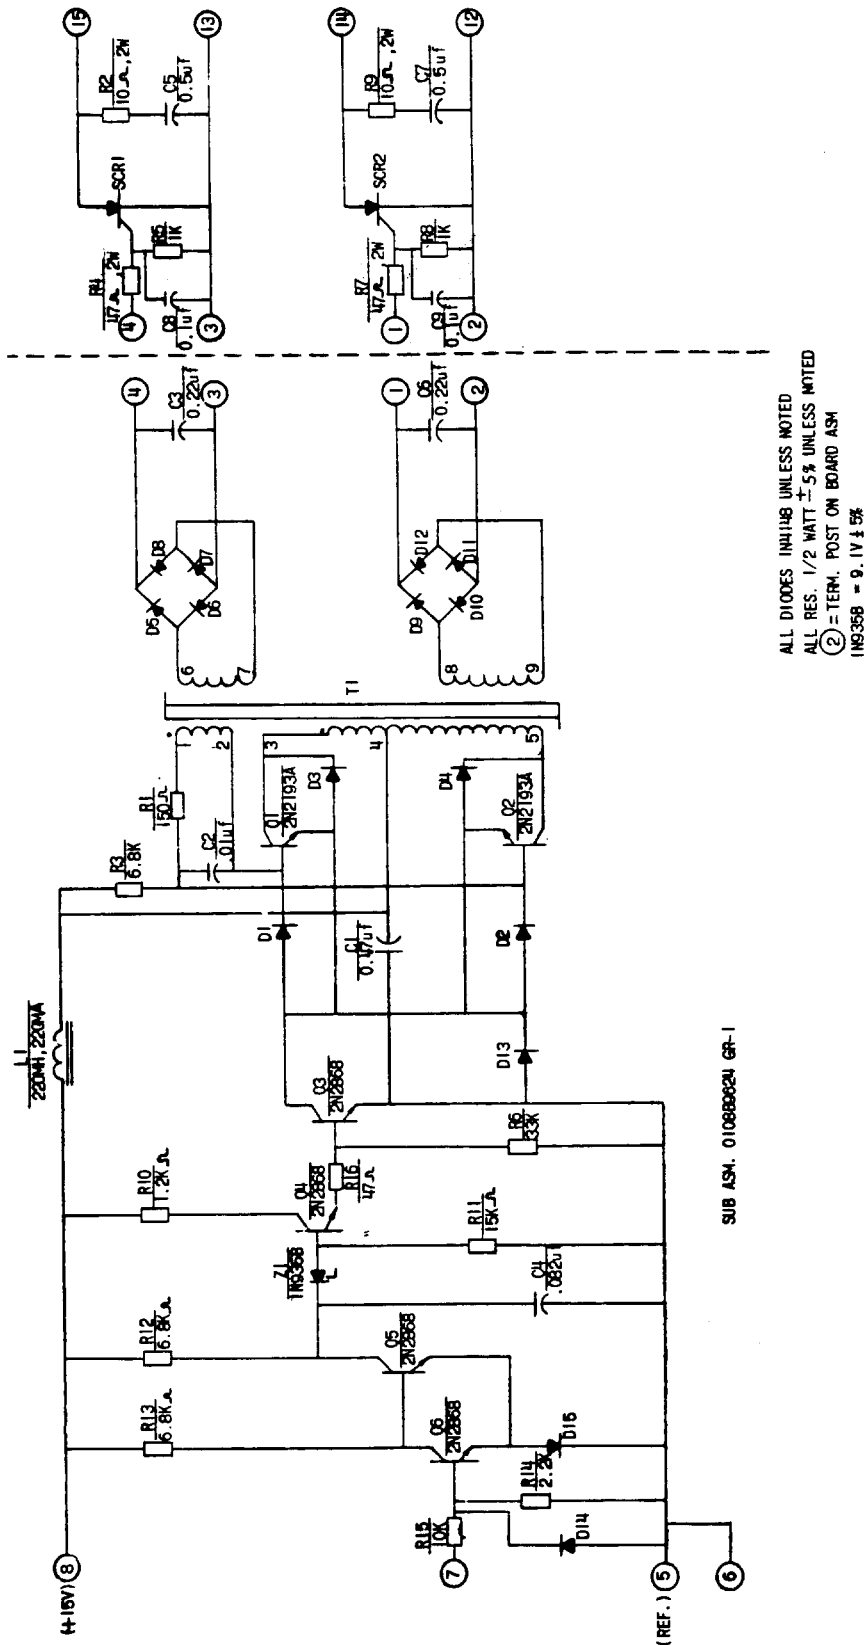 (+15V) 8
L1
220MH,220MA
R13
6.8KΩ
R12
6.8KΩ
R10
1.2KΩ
R3
6.8K
R1
150Ω
C2
.01uf
1
2
3
4
5
6
7
8
9
T1
Q1
2N2193A
D3
D4
Q2
2N2193A
D1
C1
0.47uf
D2
D13
Q3
2N2868
R16
47Ω
R6
33K
Q4
2N2868
Z1
1N935B
R11
15KΩ
C4
.082uf
Q5
2N2868
Q6
2N2868
D15
R14
2.2K
D14
R15
10K
7
(REF.) 5
6
D5
D8
D6
D7
C3
0.22uf
4
3
D9
D12
D10
D11
C6
0.22uf
1
2
R4
47Ω,2W
4
R5
1K
C8
0.1uf
3
SCR1
R2
10Ω,2W
C5
0.5uf
15
13
R7
47Ω,2W
1
R8
1K
C9
0.1uf
2
SCR2
R9
10Ω,2W
C7
0.5uf
14
12
SUB ASM. 010889824 GR-1
ALL DIODES 1N4148 UNLESS NOTED
ALL RES. 1/2 WATT ±5% UNLESS NOTED
2 = TERM. POST ON BOARD ASM
1N935B = 9.1V ± 5%